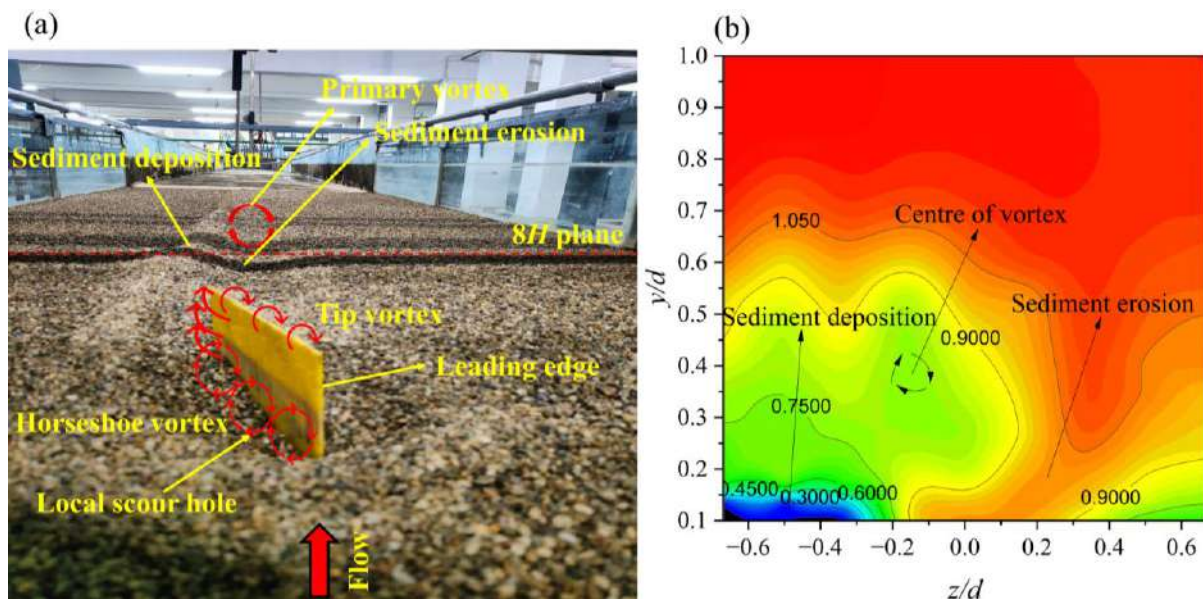 (a)
Primary vortex
Sediment erosion
Sediment deposition
8H plane
Tip vortex
Leading edge
Horseshoe vortex
Local scour hole
Flow
(b)
1.0
0.9
0.8
0.7
0.6
0.5
0.4
0.3
0.2
0.1
y/d
1.050
Centre of vortex
Sediment deposition
Sediment erosion
0.9000
0.7500
0.4500
0.3000
0.6000
0.9000
−0.6
−0.4
−0.2
0.0
0.2
0.4
0.6
z/d